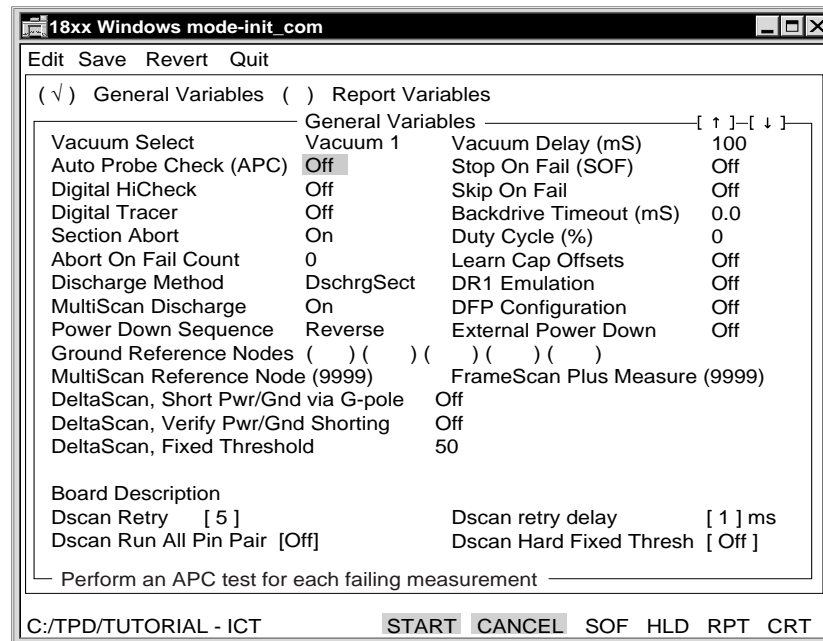 18xx Windows mode-init_com
Edit Save Revert Quit
( √ ) General Variables ( ) Report Variables
General Variables [ ↑ ]–[ ↓ ]
Vacuum Select Vacuum 1 Vacuum Delay (mS) 100
Auto Probe Check (APC) Off Stop On Fail (SOF) Off
Digital HiCheck Off Skip On Fail Off
Digital Tracer Off Backdrive Timeout (mS) 0.0
Section Abort On Duty Cycle (%) 0
Abort On Fail Count 0 Learn Cap Offsets Off
Discharge Method DschrgSect DR1 Emulation Off
MultiScan Discharge On DFP Configuration Off
Power Down Sequence Reverse External Power Down Off
Ground Reference Nodes ( ) ( ) ( ) ( ) ( )
MultiScan Reference Node (9999) FrameScan Plus Measure (9999)
DeltaScan, Short Pwr/Gnd via G-pole Off
DeltaScan, Verify Pwr/Gnd Shorting Off
DeltaScan, Fixed Threshold 50
Board Description
Dscan Retry [ 5 ] Dscan retry delay [ 1 ] ms
Dscan Run All Pin Pair [Off] Dscan Hard Fixed Thresh [ Off ]
Perform an APC test for each failing measurement
C:/TPD/TUTORIAL - ICT START CANCEL SOF HLD RPT CRT